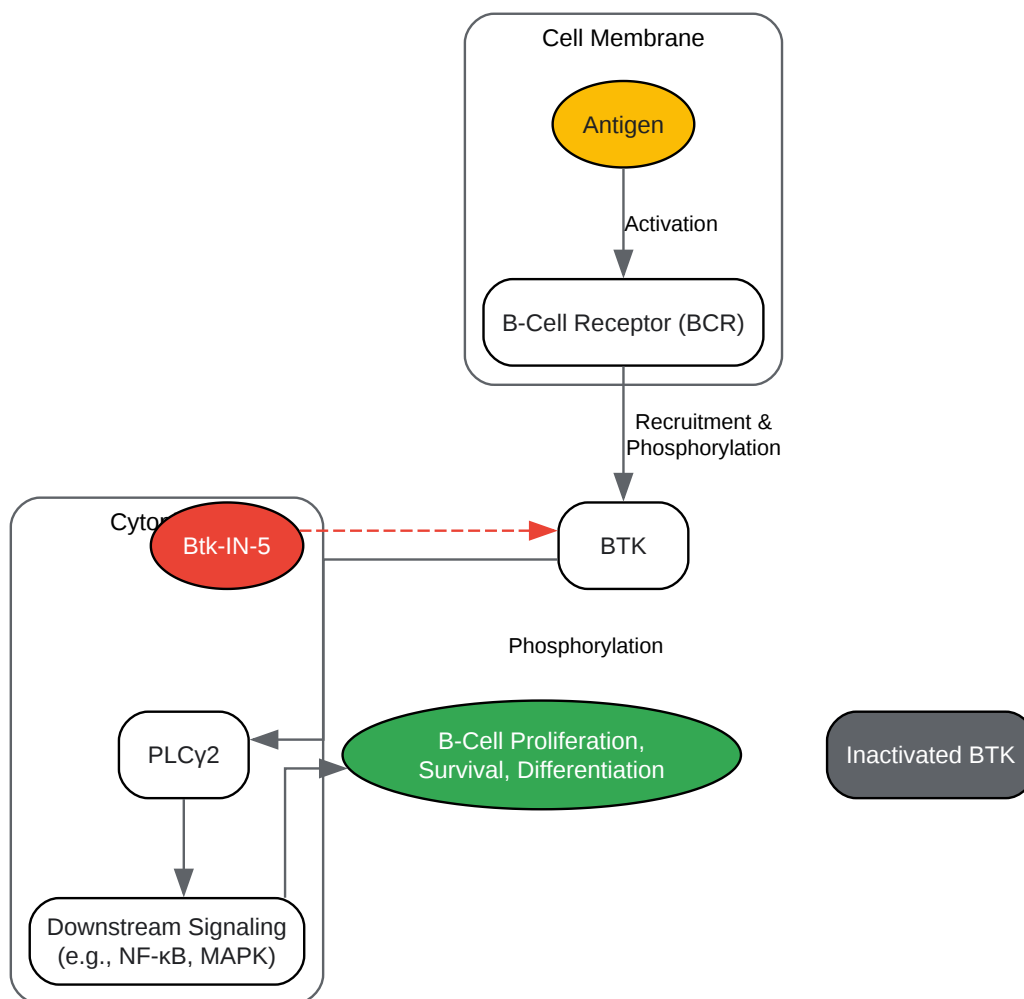 Cell Membrane
Antigen
Activation
B-Cell Receptor (BCR)
Recruitment &
Phosphorylation
Btk-IN-5
BTK
Phosphorylation
PLCγ2
B-Cell Proliferation,
Survival, Differentiation
Inactivated BTK
Downstream Signaling
(e.g., NF-κB, MAPK)